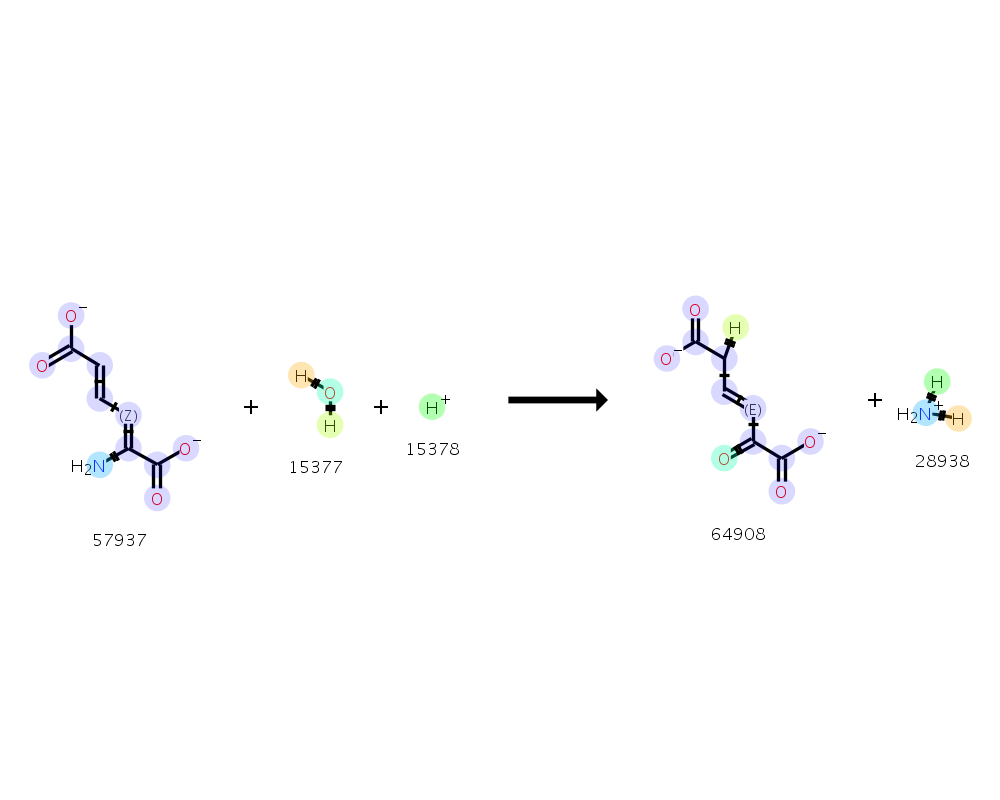 O−
O
(Z)
H2N
O−
O
57937
+
H
O
H
15377
+
H+
15378
O
H
O−
(E)
O
O−
O
64908
+
H
H2N+
H
28938